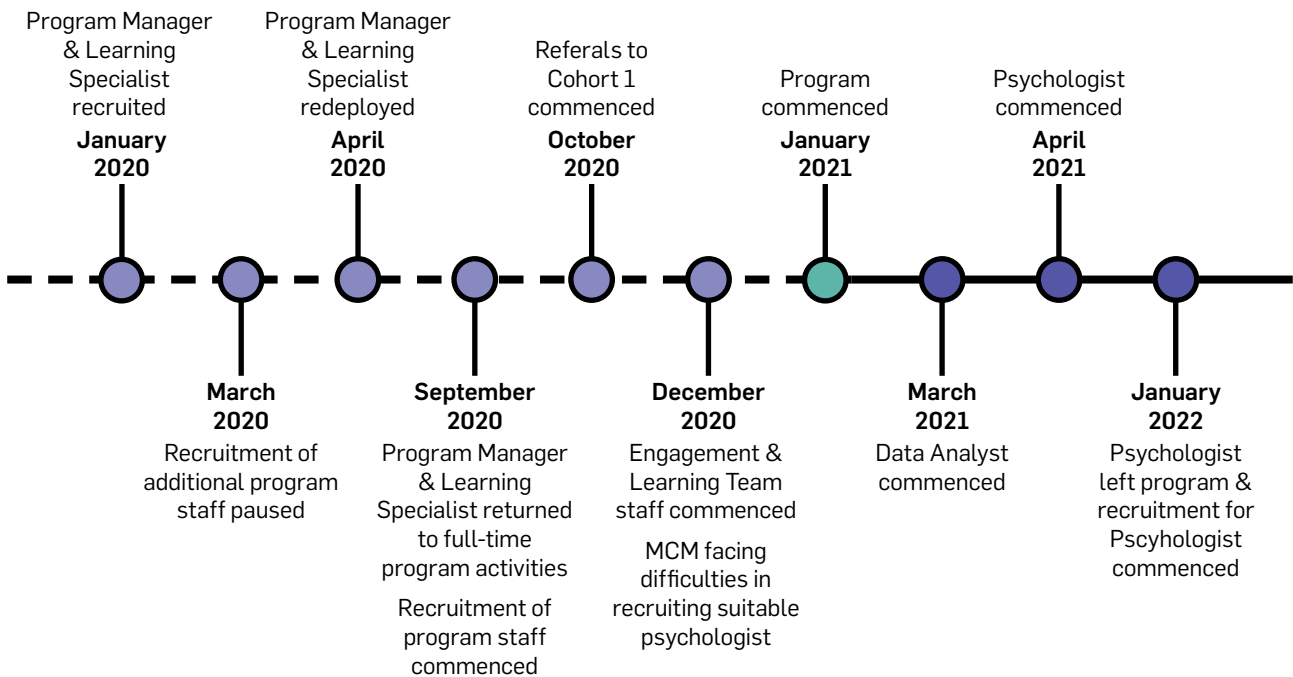 Program Manager
& Learning
Specialist
recruited
January
2020
March
2020
Recruitment of
additional program
staff paused
Program Manager
& Learning
Specialist
redeployed
April
2020
September
2020
Program Manager
& Learning
Specialist returned
to full-time
program activities
Recruitment of
program staff
commenced
Referals to
Cohort 1
commenced
October
2020
December
2020
Engagement &
Learning Team
staff commenced
MCM facing
difficulties in
recruiting suitable
psychologist
Program
commenced
January
2021
March
2021
Data Analyst
commenced
Psychologist
commenced
April
2021
January
2022
Psychologist
left program &
recruitment for
Pscyhologist
commenced